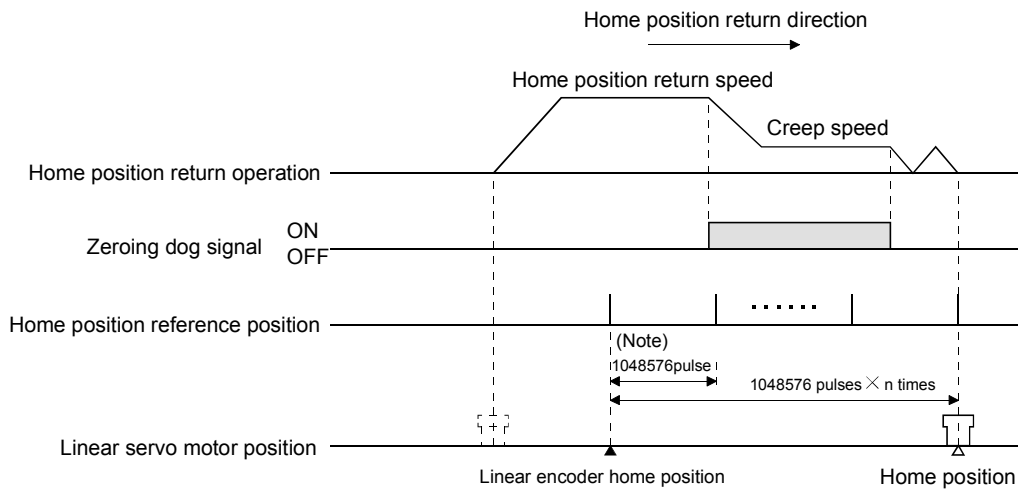 Home position return direction
Home position return speed
Creep speed
Home position return operation
ON
Zeroing dog signal
OFF
Home position reference position
(Note)
1048576pulse
1048576 pulses × n times
Linear servo motor position
Linear encoder home position
Home position